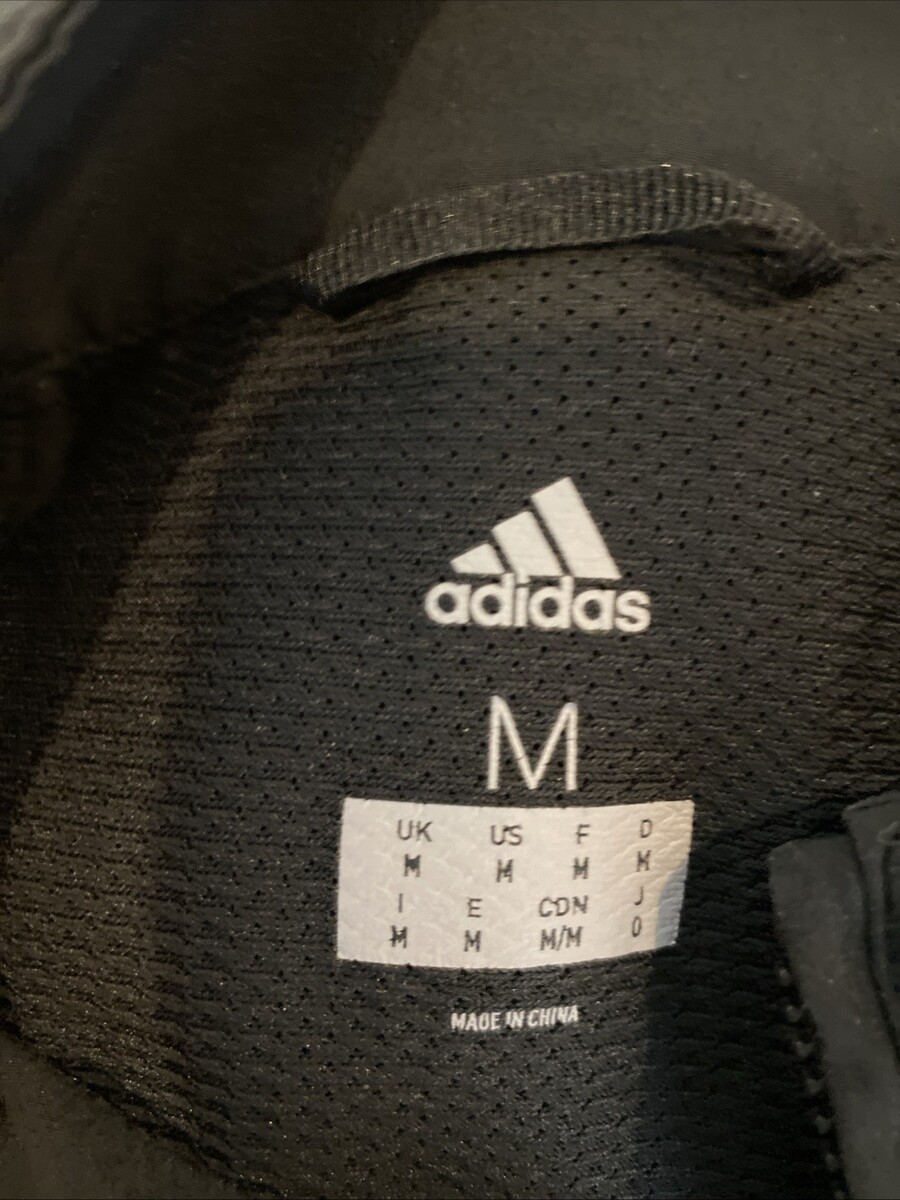 adidas
M
UK US F D
M M M M
I E CDN J
M M M/M O
MADE IN CHINA